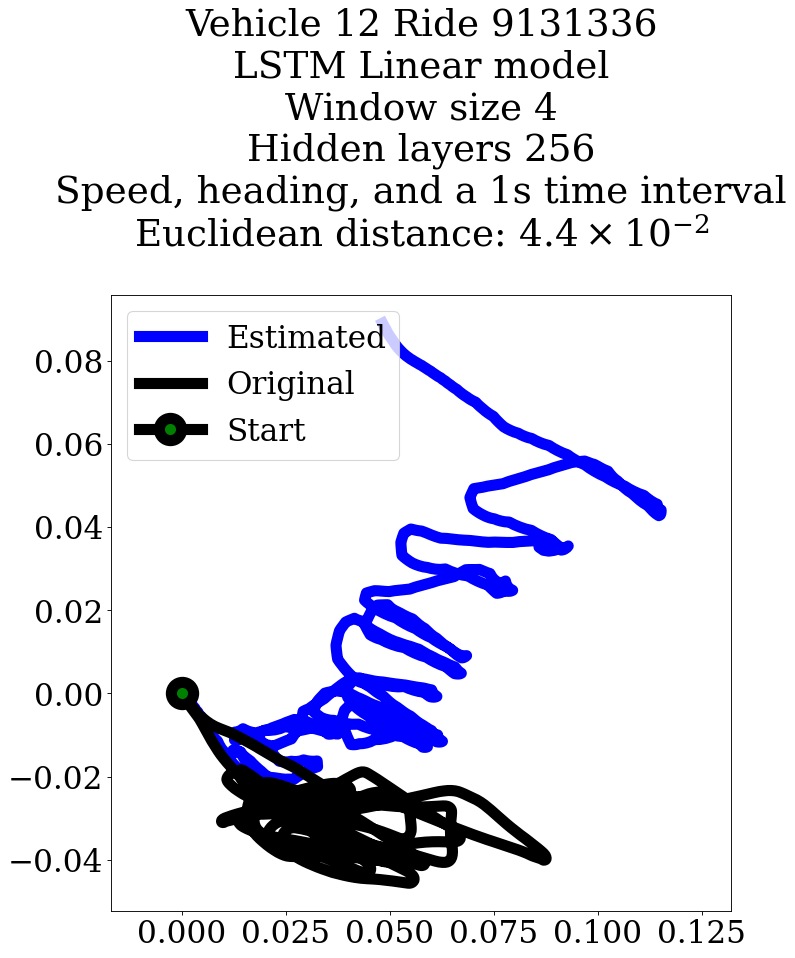 Vehicle 12 Ride 9131336
LSTM Linear model
Window size 4
Hidden layers 256
Speed, heading, and a 1s time interval
Euclidean distance: 4.4 × 10⁻²
Estimated
Original
Start
0.08
0.06
0.04
0.02
0.00
−0.02
−0.04
0.000 0.025 0.050 0.075 0.100 0.125